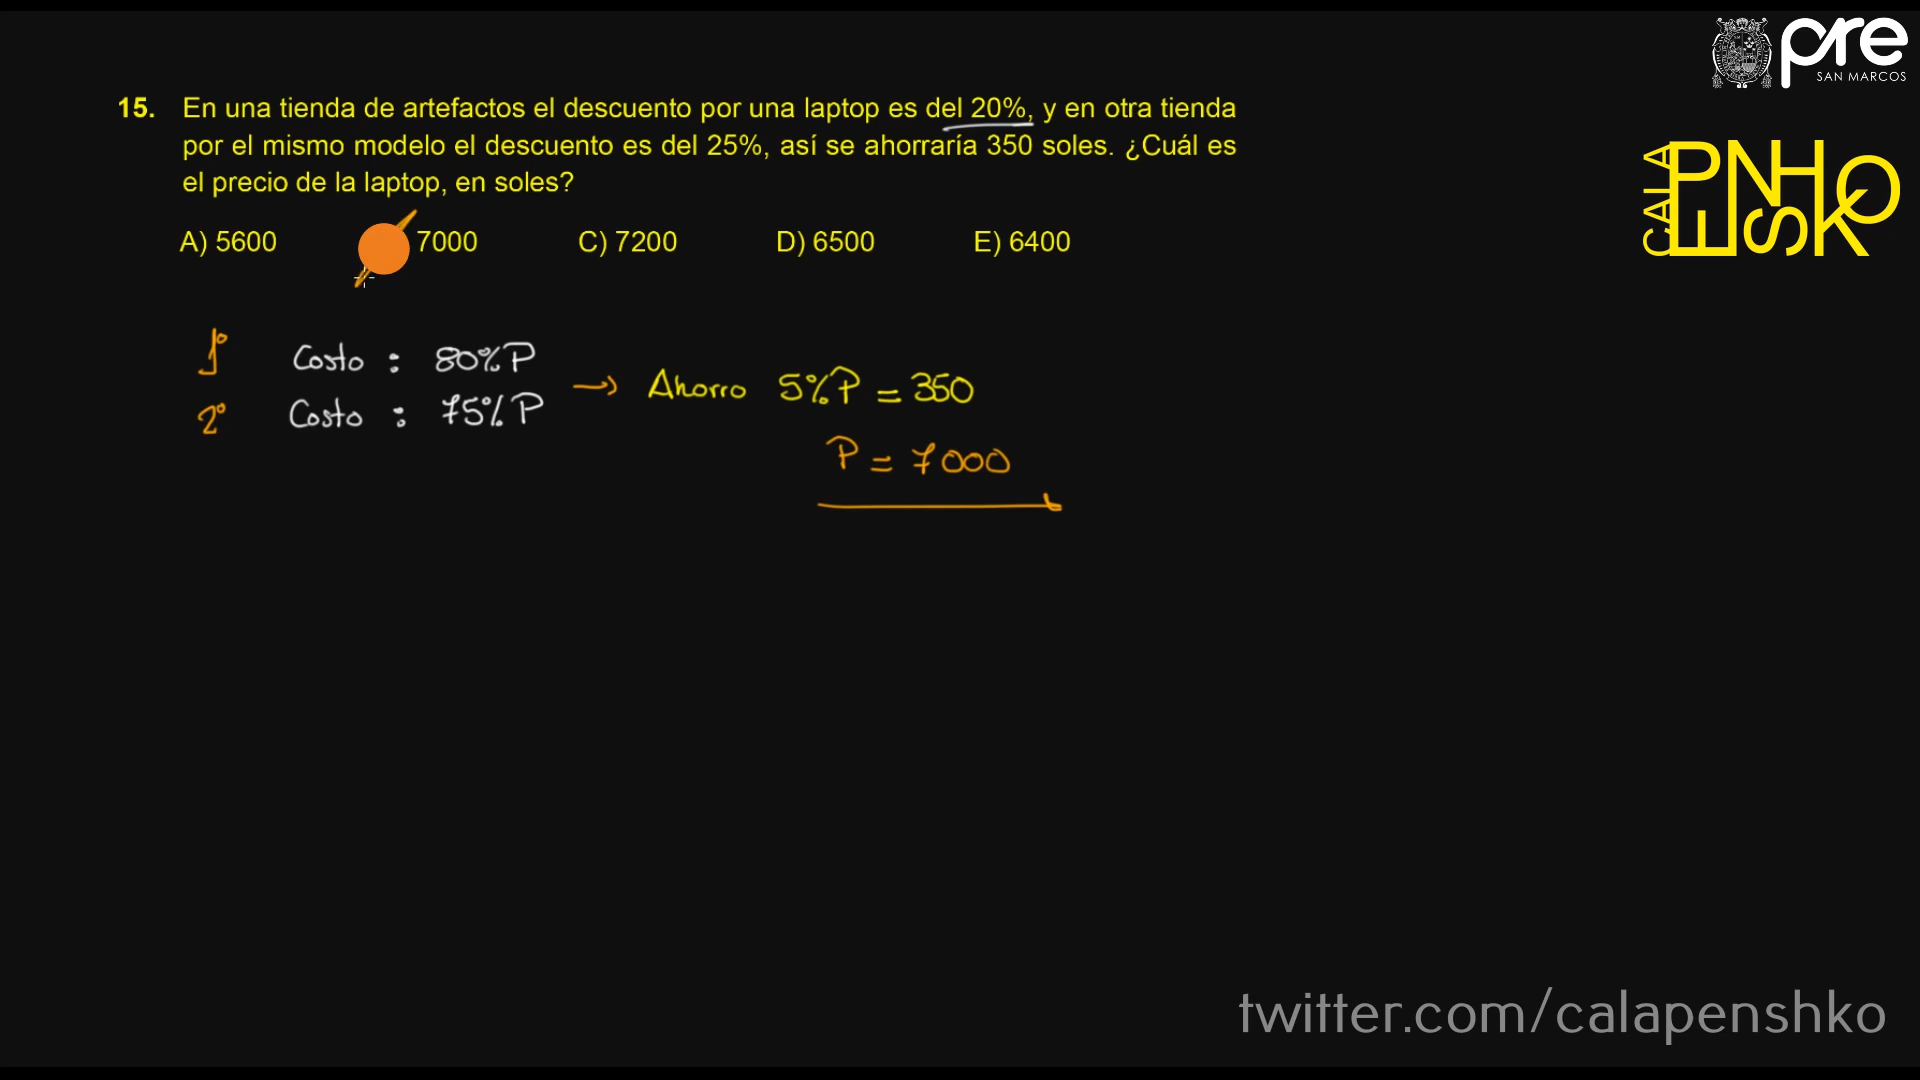 pre
SAN MARCOS
15. En una tienda de artefactos el descuento por una laptop es del 20%, y en otra tienda
por el mismo modelo el descuento es del 25%, así se ahorraría 350 soles. ¿Cuál es
el precio de la laptop, en soles?
CALA
PENSHKO
A) 5600 7000 C) 7200 D) 6500 E) 6400
1° Costo : 80% P
2° Costo : 75% P
→ Ahorro 5%P = 350
P = 7000
twitter.com/calapenshko